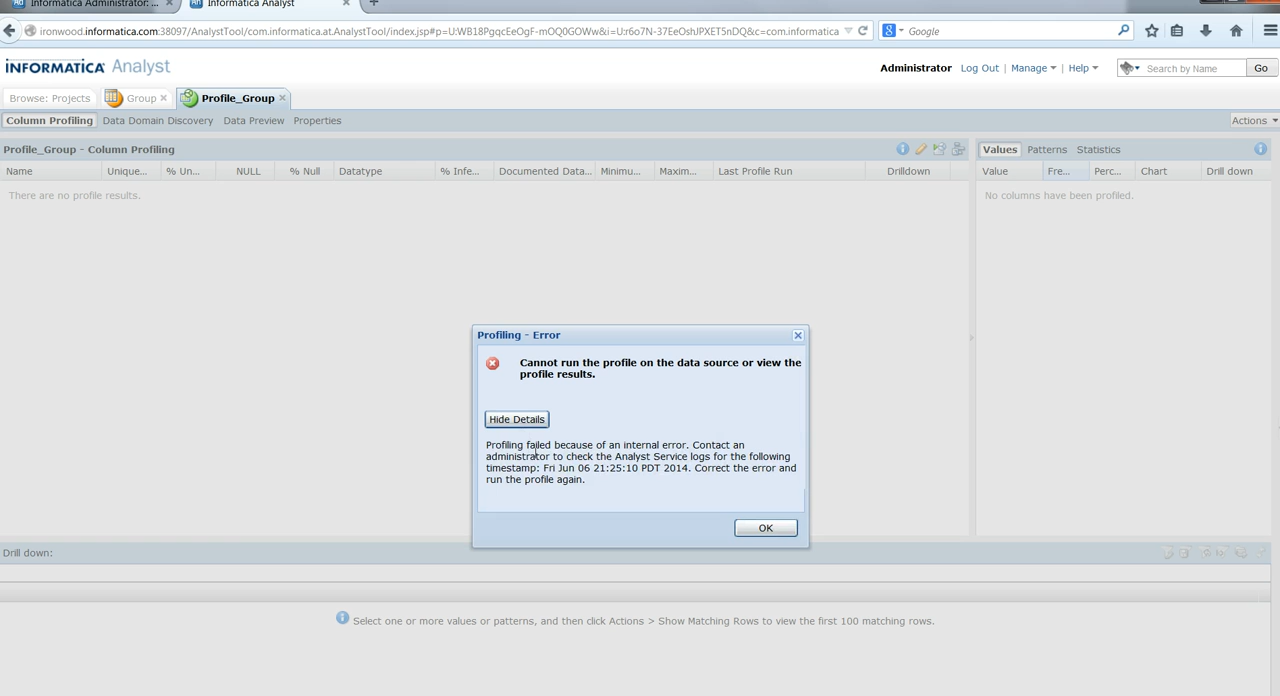 Informatica Administrator: ...
Informatica Analyst
ironwood.informatica.com:38097/AnalystTool/com.informatica.at.AnalystTool/index.jsp#p=
Google
INFORMATICA Analyst
Administrator Log Out | Manage | Help
Search by Name
Go
Browse: Projects
Group
Profile_Group
Column Profiling
Data Domain Discovery
Data Preview
Properties
Actions
Profile_Group - Column Profiling
Values
Patterns
Statistics
Name
Unique...
% Un...
NULL
% Null
Datatype
% Infe...
Documented Data...
Minimu...
Maxim...
Last Profile Run
Drilldown
Value
Fre...
Perc...
Chart
Drill down
There are no profile results.
No columns have been profiled.
Profiling - Error
Cannot run the profile on the data source or view the
profile results.
Hide Details
Profiling failed because of an internal error. Contact an
administrator to check the Analyst Service logs for the following
timestamp: Fri Jun 06 21:25:10 PDT 2014. Correct the error and
run the profile again.
OK
Drill down:
Select one or more values or patterns, and then click Actions > Show Matching Rows to view the first 100 matching rows.